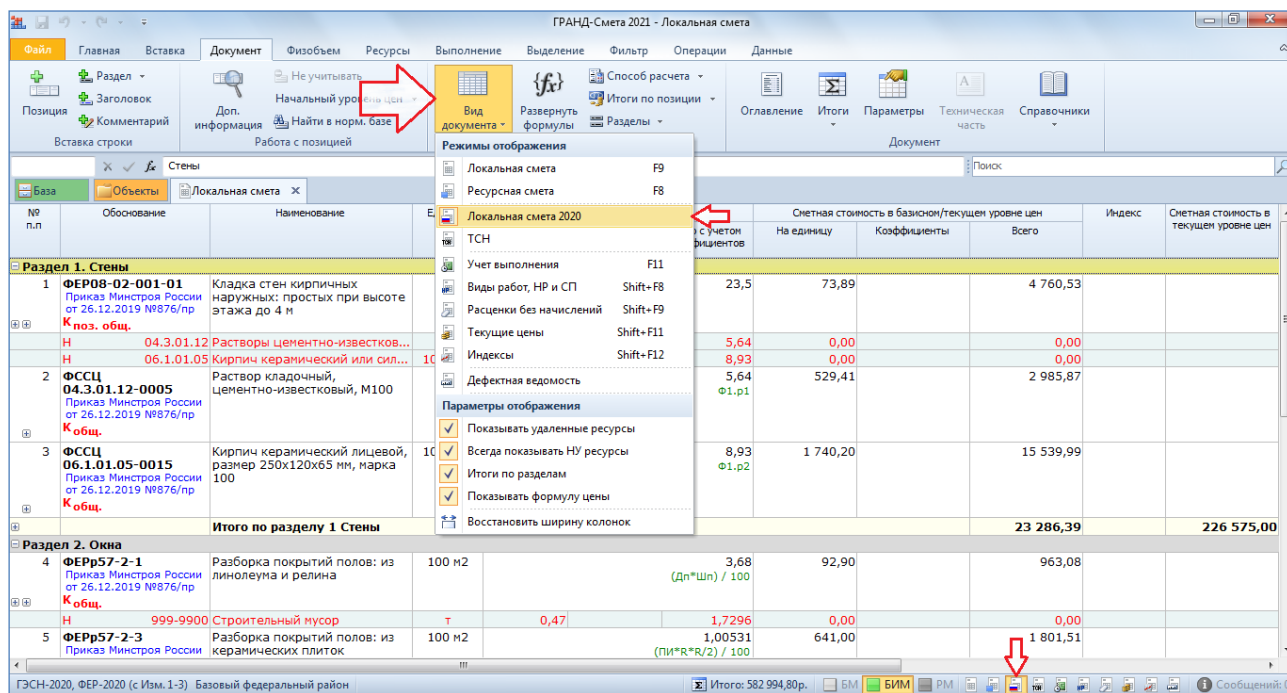 ГРАНД-Смета 2021 - Локальная смета
Файл Главная Вставка Документ Физобъем Ресурсы Выполнение Выделение Фильтр Операции Данные
Позиция
Раздел
Заголовок
Комментарий
Вставка строки
Доп. информация
Не учитывать
Начальный уровень цен
Найти в норм. базе
Работа с позицией
Вид документа
Развернуть формулы
Способ расчета
Итоги по позиции
Разделы
Оглавление
Итоги
Параметры
Техническая часть
Справочники
Документ
fx Стены
Поиск
База Объекты Локальная смета
Режимы отображения
Локальная смета F9
Ресурсная смета F8
Локальная смета 2020
ТСН
Учет выполнения F11
Виды работ, НР и СП Shift+F8
Расценки без начислений Shift+F9
Текущие цены Shift+F11
Индексы Shift+F12
Дефектная ведомость
Параметры отображения
Показывать удаленные ресурсы
Всегда показывать НУ ресурсы
Итоги по разделам
Показывать формулу цены
Восстановить ширину колонок
№ п.п Обоснование Наименование
Сметная стоимость в базисном/текущем уровне цен
На единицу Коэффициенты Всего
Индекс
Сметная стоимость в текущем уровне цен
Раздел 1. Стены
1 ФЕР08-02-001-01 Кладка стен кирпичных 23,5 73,89 4 760,53
Приказ Минстроя России наружных: простых при высоте
от 26.12.2019 №876/пр этажа до 4 м
К поз. общ.
Н 04.3.01.12 Растворы цементно-известков... 5,64 0,00 0,00
Н 06.1.01.05 Кирпич керамический или сил... 8,93 0,00 0,00
2 ФССЦ Раствор кладочный, 5,64 529,41 2 985,87
04.3.01.12-0005 цементно-известковый, М100 Ф1.р1
Приказ Минстроя России
от 26.12.2019 №876/пр
К общ.
3 ФССЦ Кирпич керамический лицевой, 8,93 1 740,20 15 539,99
06.1.01.05-0015 размер 250х120х65 мм, марка Ф1.р2
Приказ Минстроя России 100
от 26.12.2019 №876/пр
К общ.
Итого по разделу 1 Стены 23 286,39 226 575,00
Раздел 2. Окна
4 ФЕРр57-2-1 Разборка покрытий полов: из 100 м2 3,68 92,90 963,08
Приказ Минстроя России линолеума и релина (Дп*Шп) / 100
от 26.12.2019 №876/пр
К общ.
Н 999-9900 Строительный мусор т 0,47 1,7296 0,00 0,00
5 ФЕРр57-2-3 Разборка покрытий полов: из 100 м2 1,00531 641,00 1 801,51
Приказ Минстроя России керамических плиток (ПИ*R*R/2) / 100
ГЭСН-2020, ФЕР-2020 (с Изм. 1-3) Базовый федеральный район Итого: 582 994,80р. БМ БИМ РМ Сообщений: